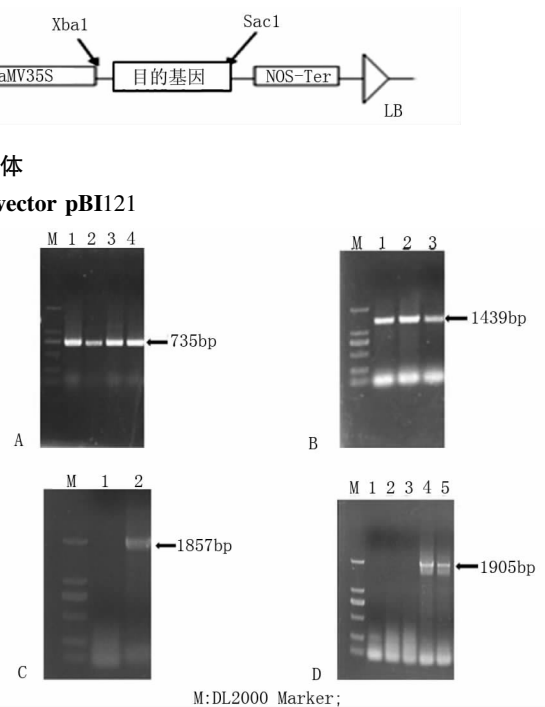 Xba1
Sac1
aMV35S
目的基因
NOS-Ter
LB
体
vector pBI121
M 1 2 3 4
735bp
A
M 1 2 3
1439bp
B
M 1 2
1857bp
C
M 1 2 3 4 5
1905bp
D
M:DL2000 Marker;